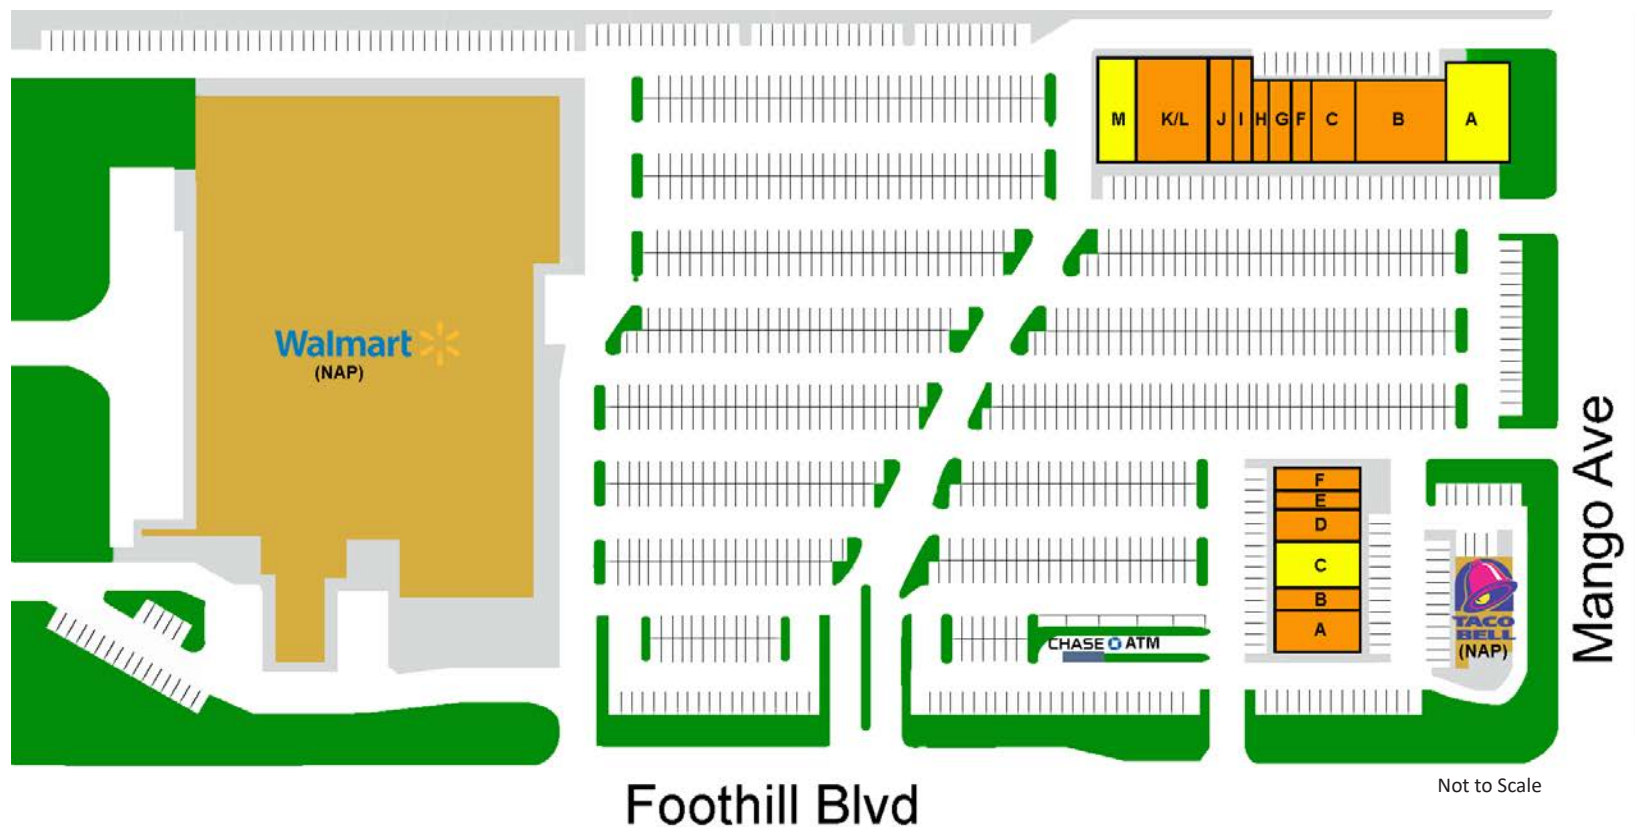 M K/L J I H G F C B A
Walmart
(NAP)
F
E
D
C
B
A
CHASE ATM
TACO
BELL
(NAP)
Mango Ave
Not to Scale
Foothill Blvd